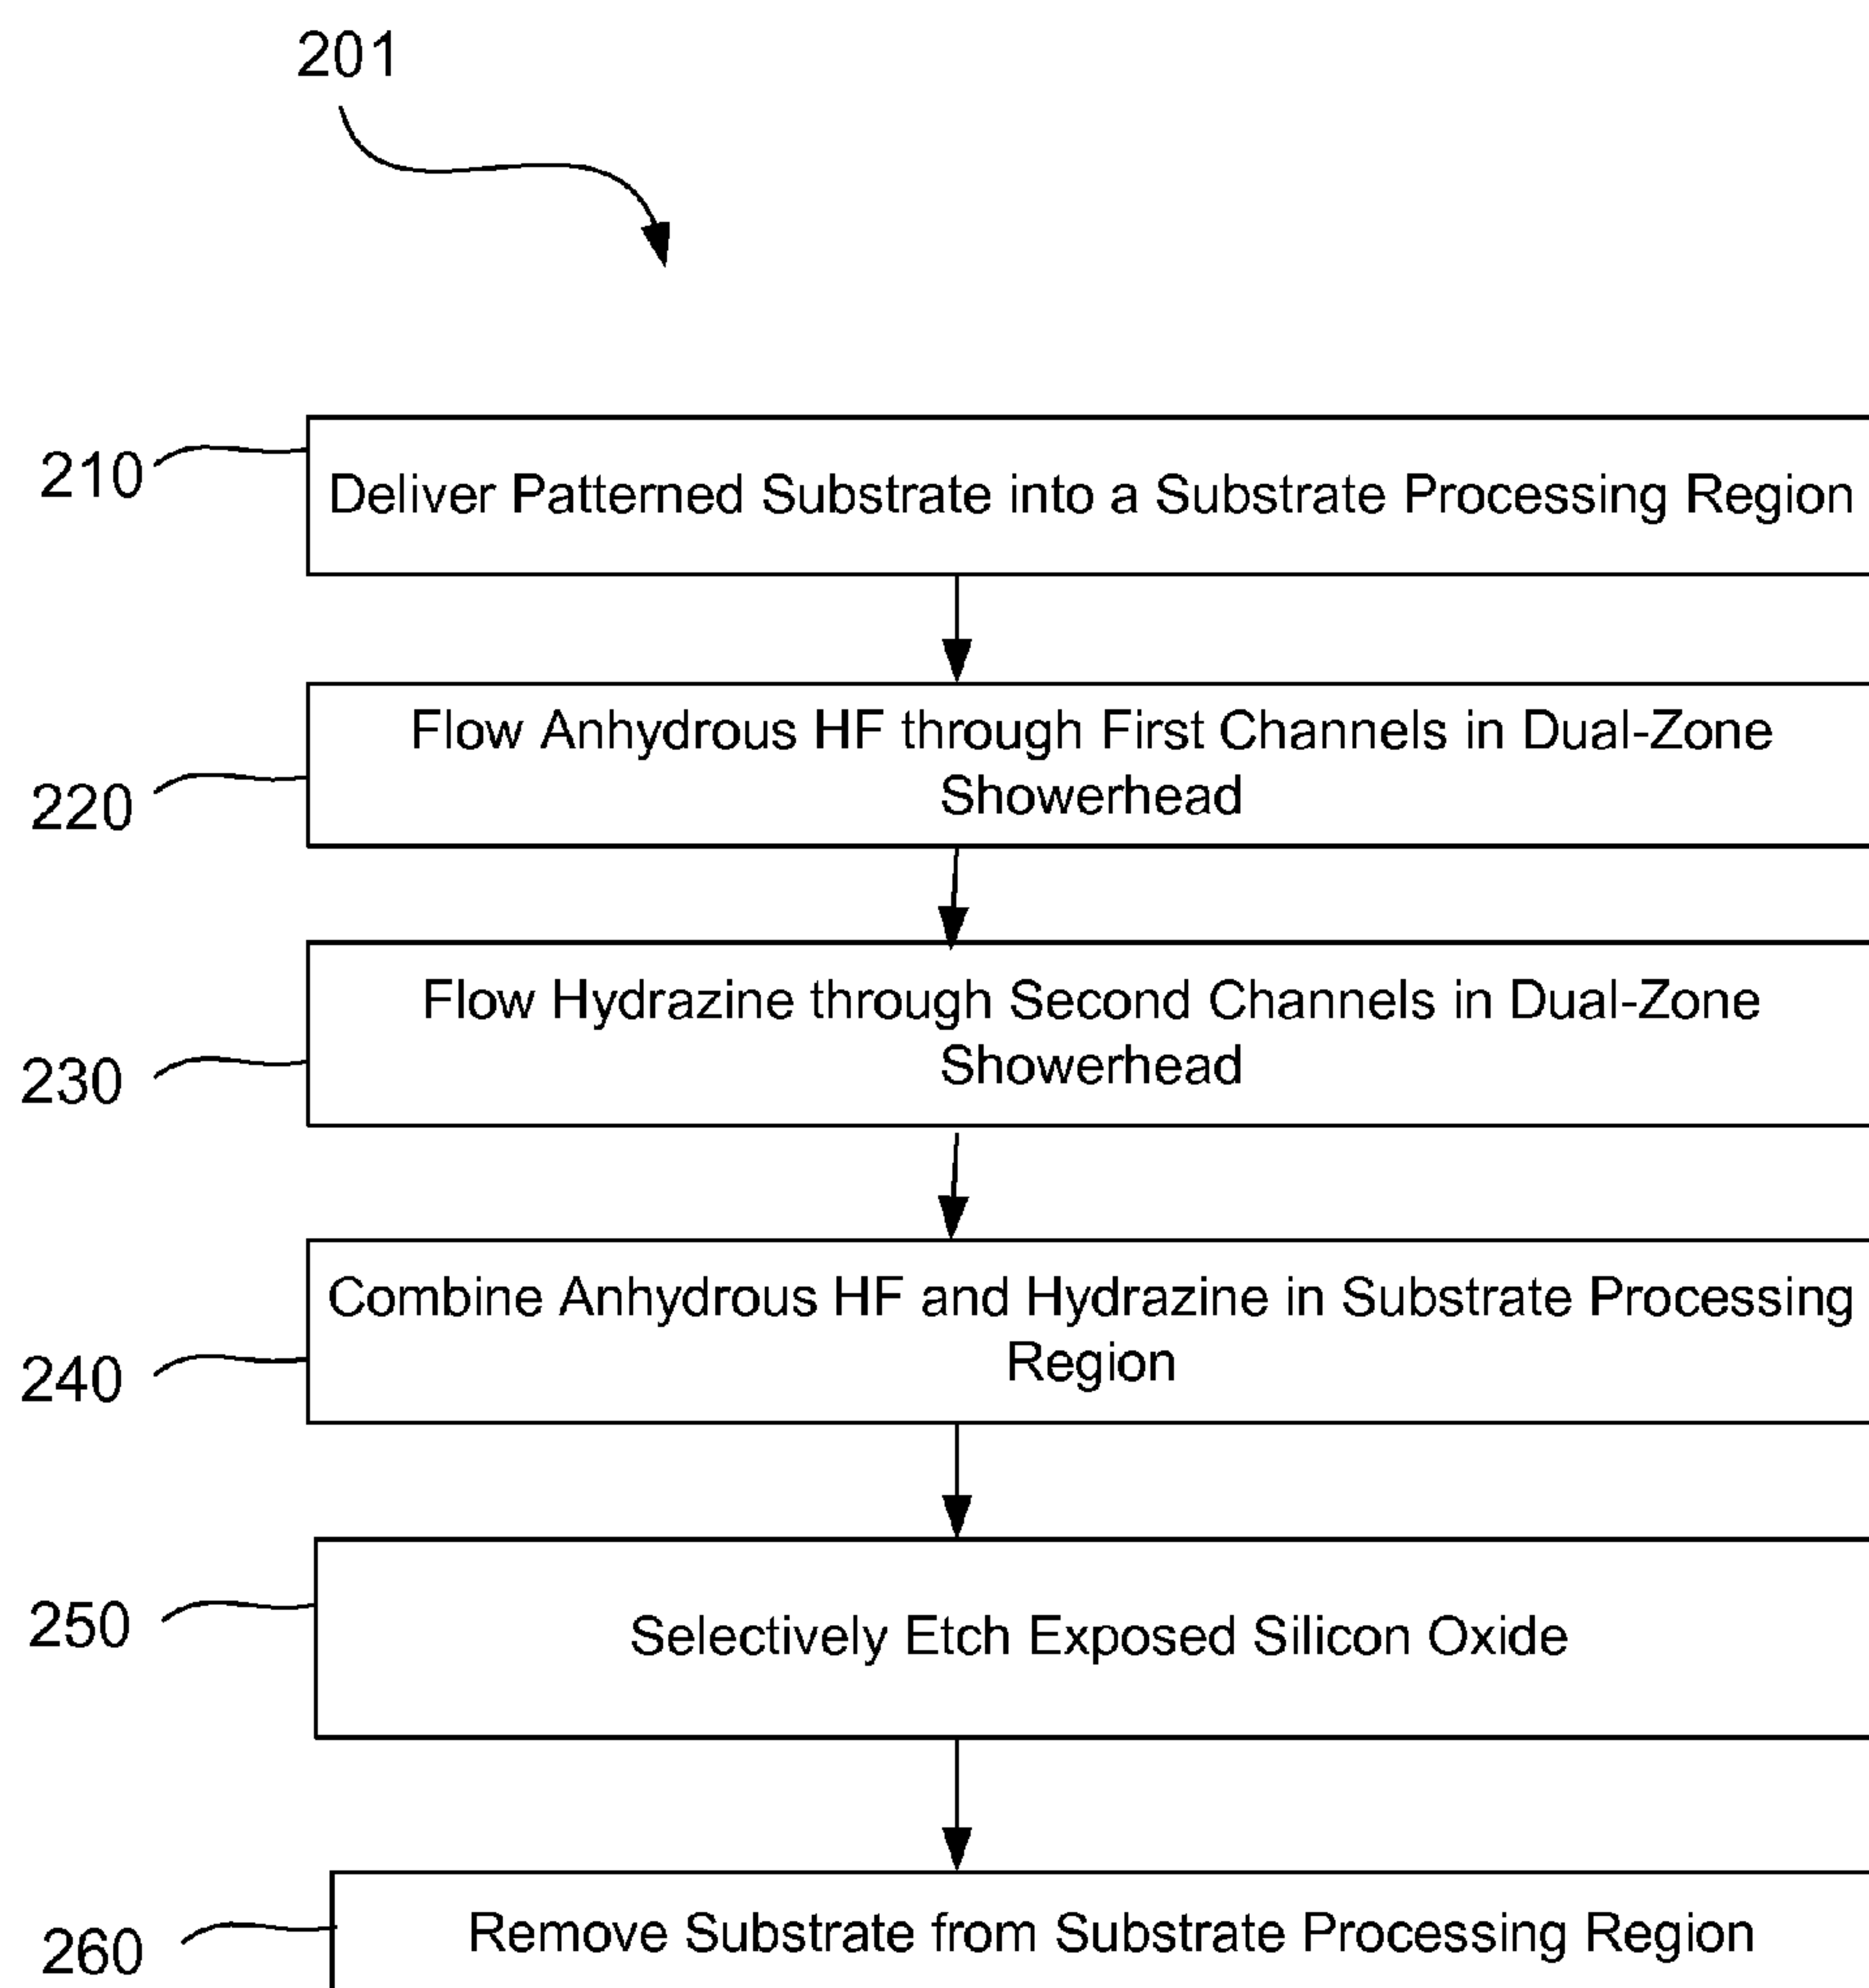 201
210
Deliver Patterned Substrate into a Substrate Processing Region
220
Flow Anhydrous HF through First Channels in Dual-Zone
Showerhead
230
Flow Hydrazine through Second Channels in Dual-Zone
Showerhead
240
Combine Anhydrous HF and Hydrazine in Substrate Processing
Region
250
Selectively Etch Exposed Silicon Oxide
260
Remove Substrate from Substrate Processing Region